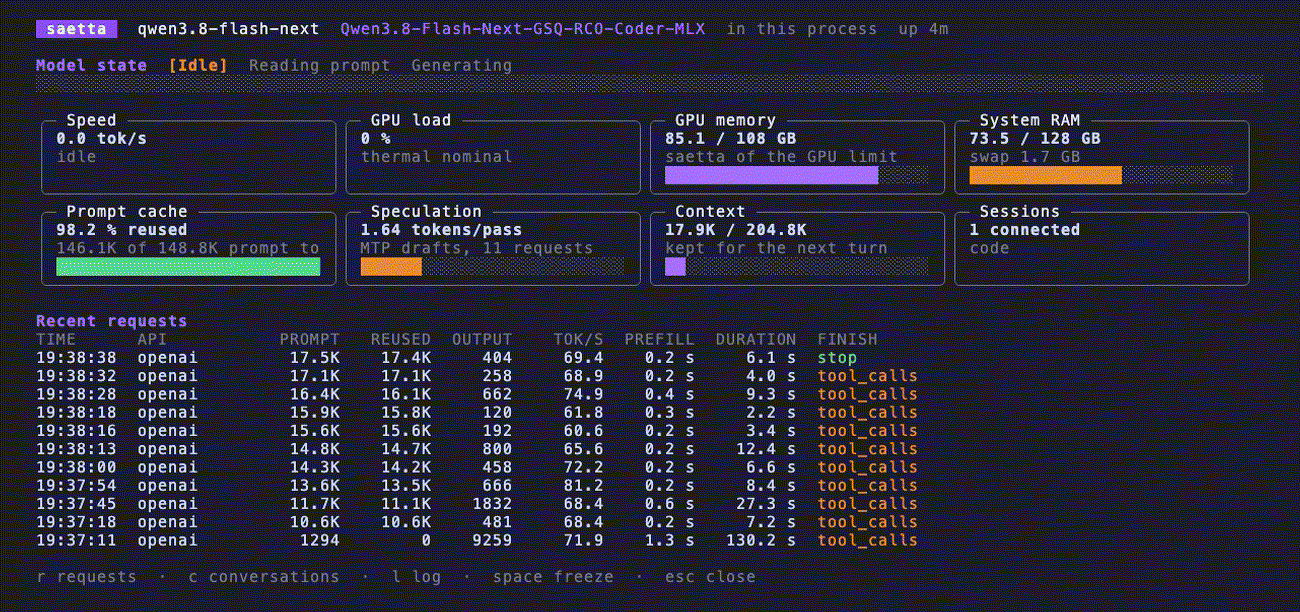 saetta qwen3.8-flash-next Qwen3.8-Flash-Next-GSQ-RCO-Coder-MLX in this process up 4m
Model state [Idle] Reading prompt Generating
Speed GPU load GPU memory System RAM
0.0 tok/s 0 % 85.1 / 108 GB 73.5 / 128 GB
idle thermal nominal saetta of the GPU limit swap 1.7 GB
Prompt cache Speculation Context Sessions
98.2 % reused 1.64 tokens/pass 17.9K / 204.8K 1 connected
146.1K of 148.8K prompt to MTP drafts, 11 requests kept for the next turn code
Recent requests
TIME API PROMPT REUSED OUTPUT TOK/S PREFILL DURATION FINISH
19:38:38 openai 17.5K 17.4K 404 69.4 0.2 s 6.1 s stop
19:38:32 openai 17.1K 17.1K 258 68.9 0.2 s 4.0 s tool_calls
19:38:28 openai 16.4K 16.1K 662 74.9 0.4 s 9.3 s tool_calls
19:38:18 openai 15.9K 15.8K 120 61.8 0.3 s 2.2 s tool_calls
19:38:16 openai 15.6K 15.6K 192 60.6 0.2 s 3.4 s tool_calls
19:38:13 openai 14.8K 14.7K 800 65.6 0.2 s 12.4 s tool_calls
19:38:00 openai 14.3K 14.2K 458 72.2 0.2 s 6.6 s tool_calls
19:37:54 openai 13.6K 13.5K 666 81.2 0.2 s 8.4 s tool_calls
19:37:45 openai 11.7K 11.1K 1832 68.4 0.6 s 27.3 s tool_calls
19:37:18 openai 10.6K 10.6K 481 68.4 0.2 s 7.2 s tool_calls
19:37:11 openai 1294 0 9259 71.9 1.3 s 130.2 s tool_calls
r requests · c conversations · l log · space freeze · esc close